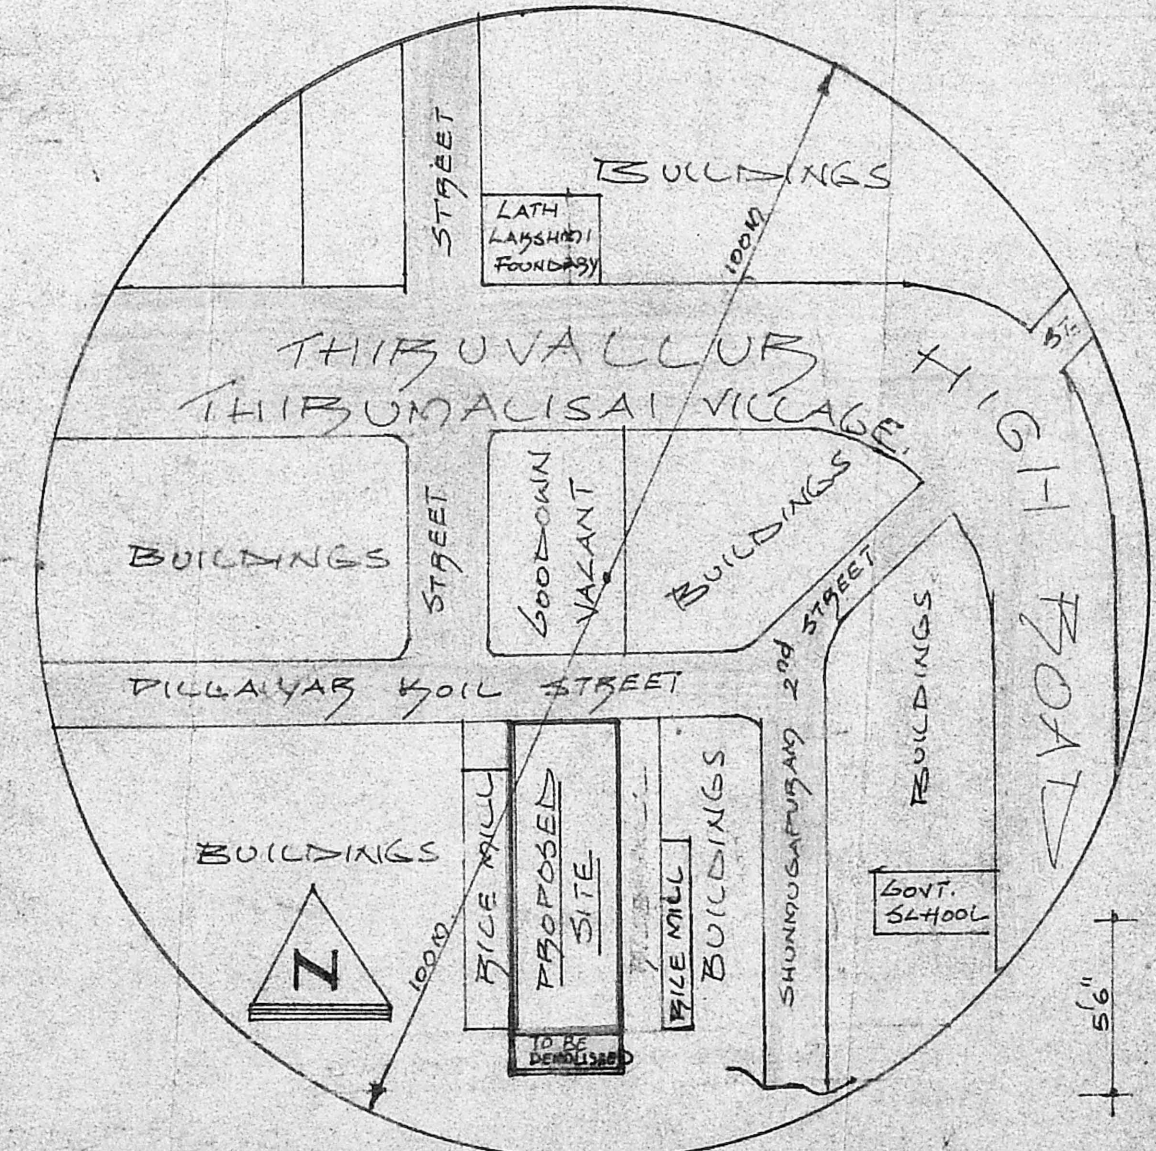 STREET
BUILDINGS
LATH
LAKSHMI
FOUNDARY
100M
ST:
THIRUVALLUR
HIGH ROAD
THIRUMALISAI VILLAGE
BUILDINGS
STREET
GOODOWN
VACANT
BUILDINGS
STREET
PILLAIYAR KOIL STREET
SHUNMUGAPURAM 2nd
BUILDINGS
BUILDINGS
RICE MILL
PROPOSED
SITE
RICE MILL
BUILDINGS
GOVT.
SCHOOL
N
100M
TO BE
DEMOLISHED
5'6"